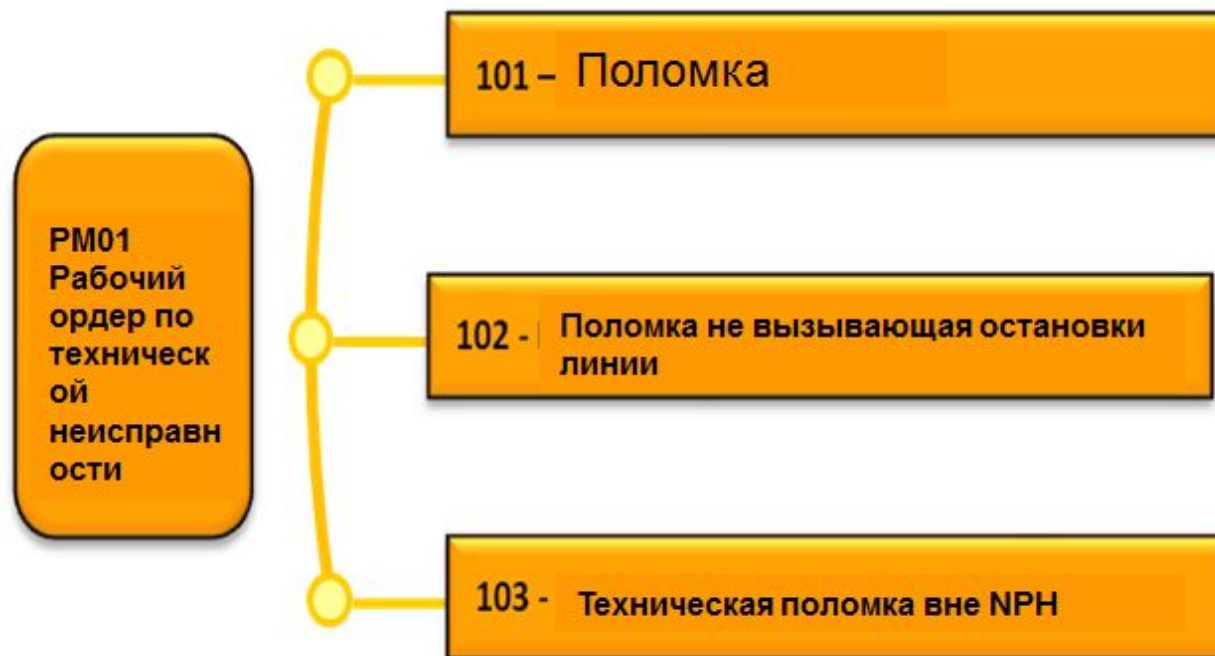 101 – Поломка
PM01
Рабочий
ордер по
техническ
ой
неисправн
ости
102 - Поломка не вызывающая остановки
линии
103 - Техническая поломка вне NPH